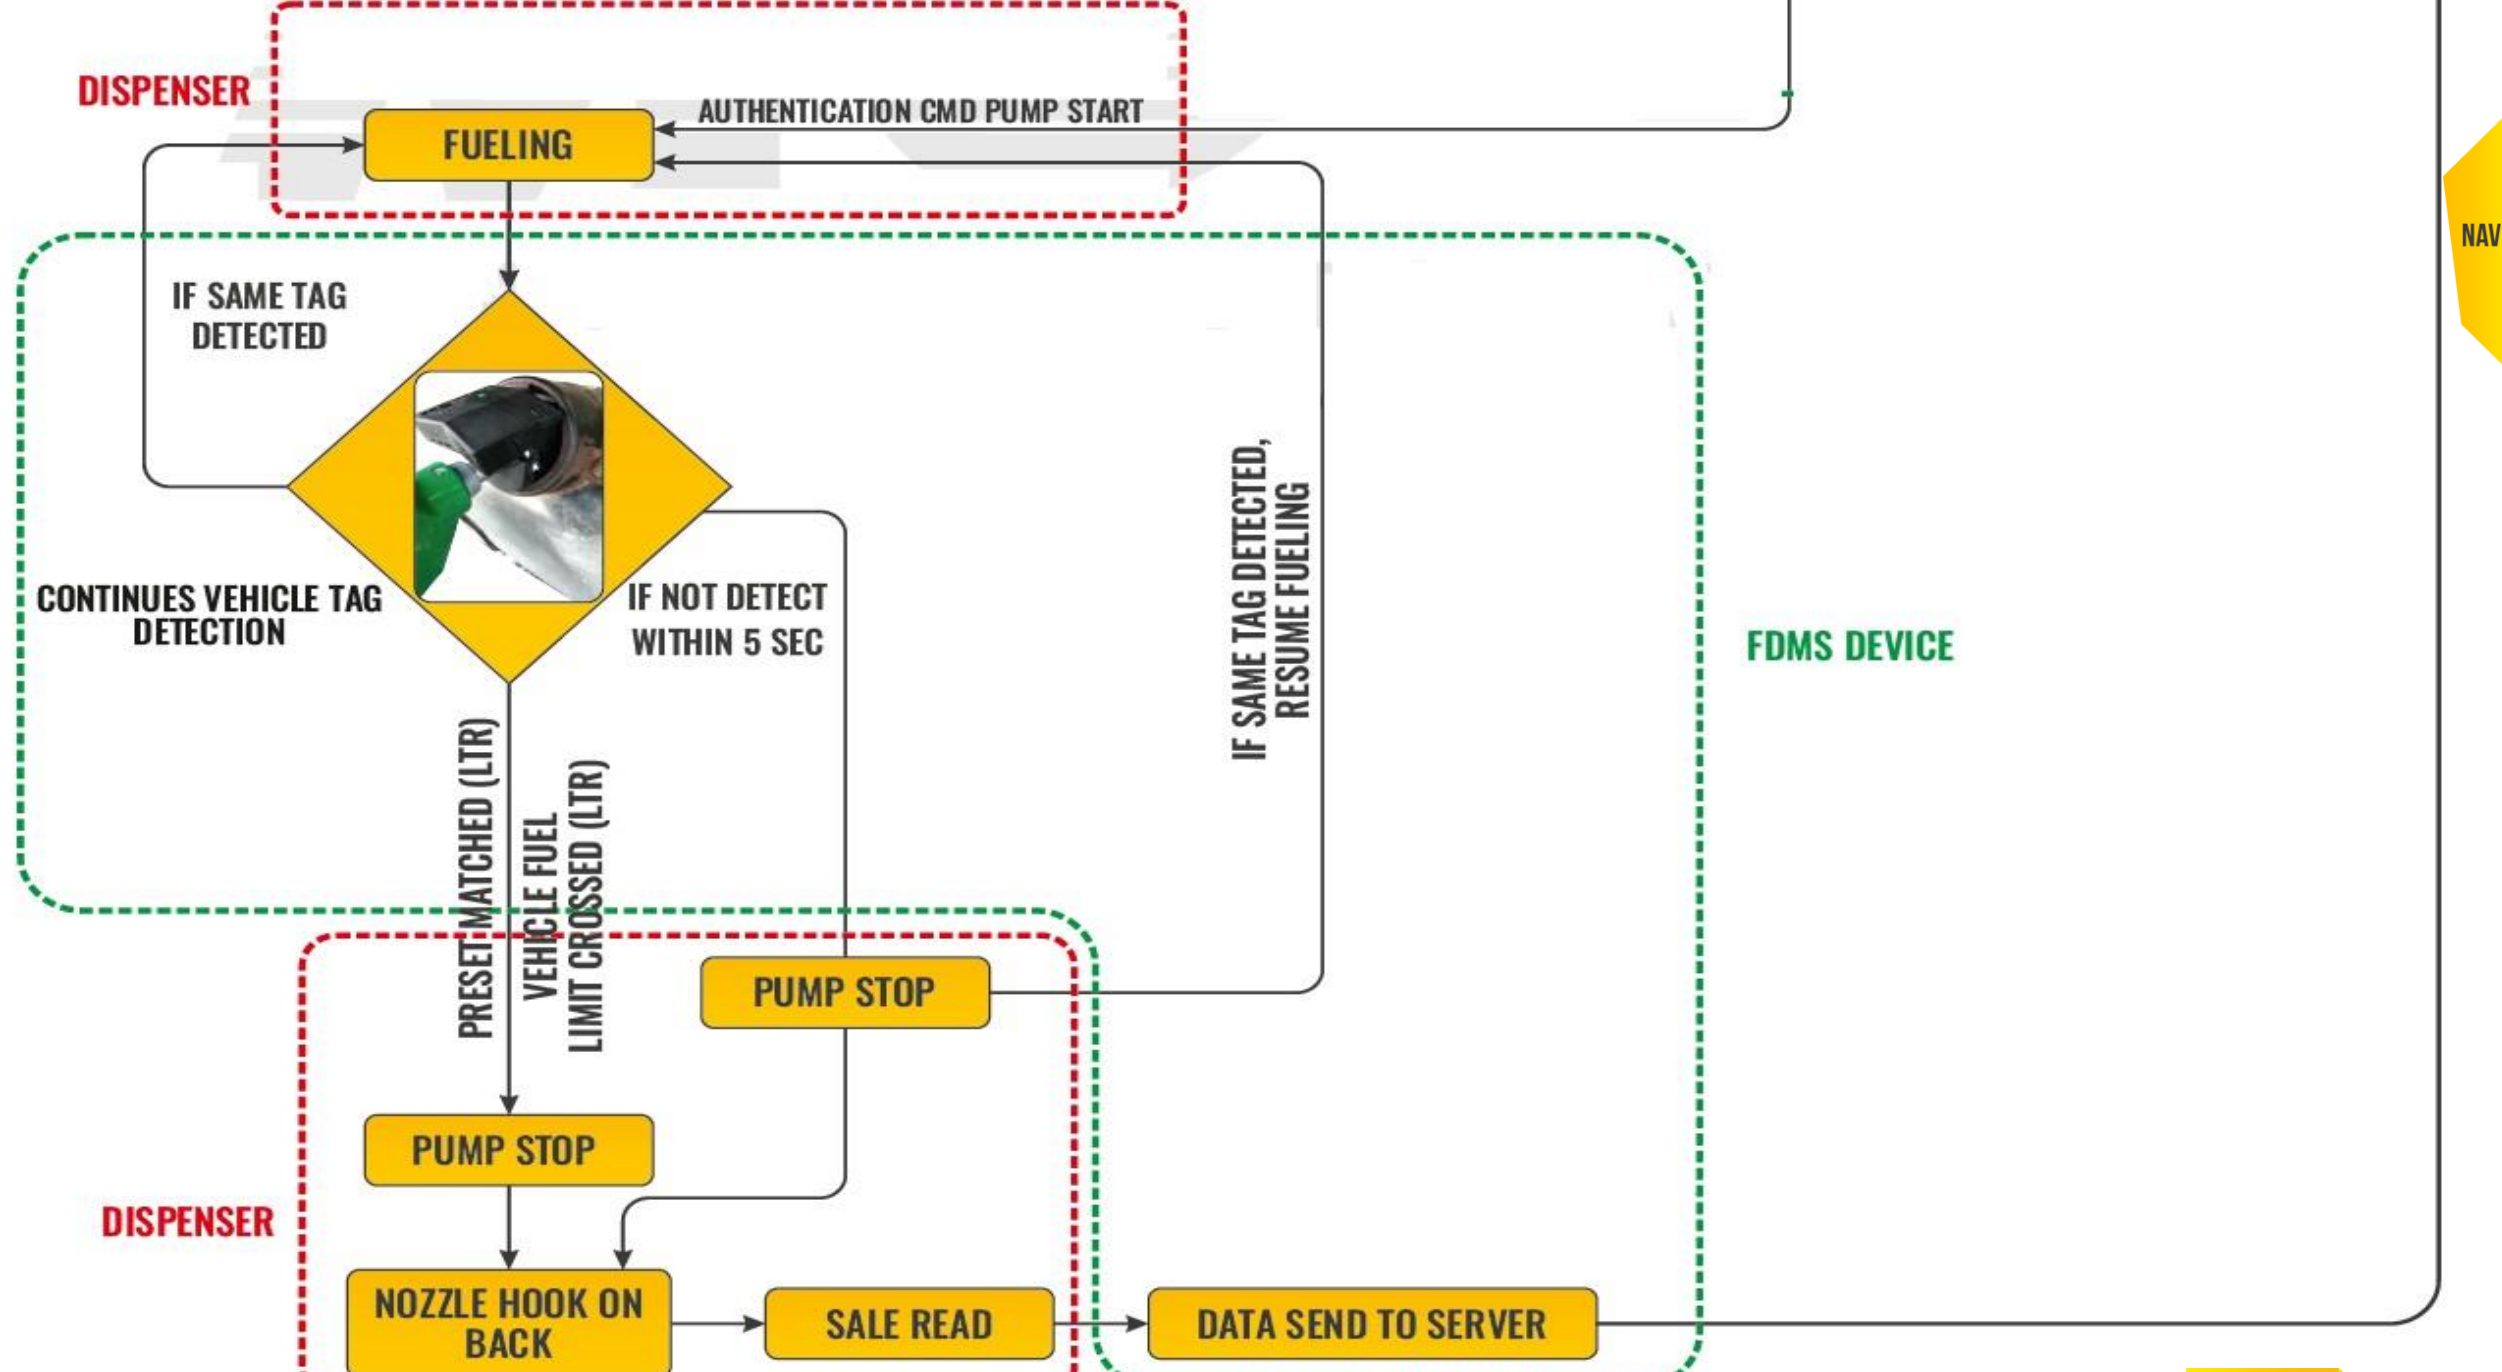 DISPENSER
AUTHENTICATION CMD PUMP START
FUELING
NAV
IF SAME TAG
DETECTED
CONTINUES VEHICLE TAG
DETECTION
IF NOT DETECT
WITHIN 5 SEC
IF SAME TAG DETECTED,
RESUME FUELING
FDMS DEVICE
PRESET MATCHED (LTR)
VEHICLE FUEL
LIMIT CROSSED (LTR)
PUMP STOP
PUMP STOP
DISPENSER
NOZZLE HOOK ON
BACK
SALE READ
DATA SEND TO SERVER